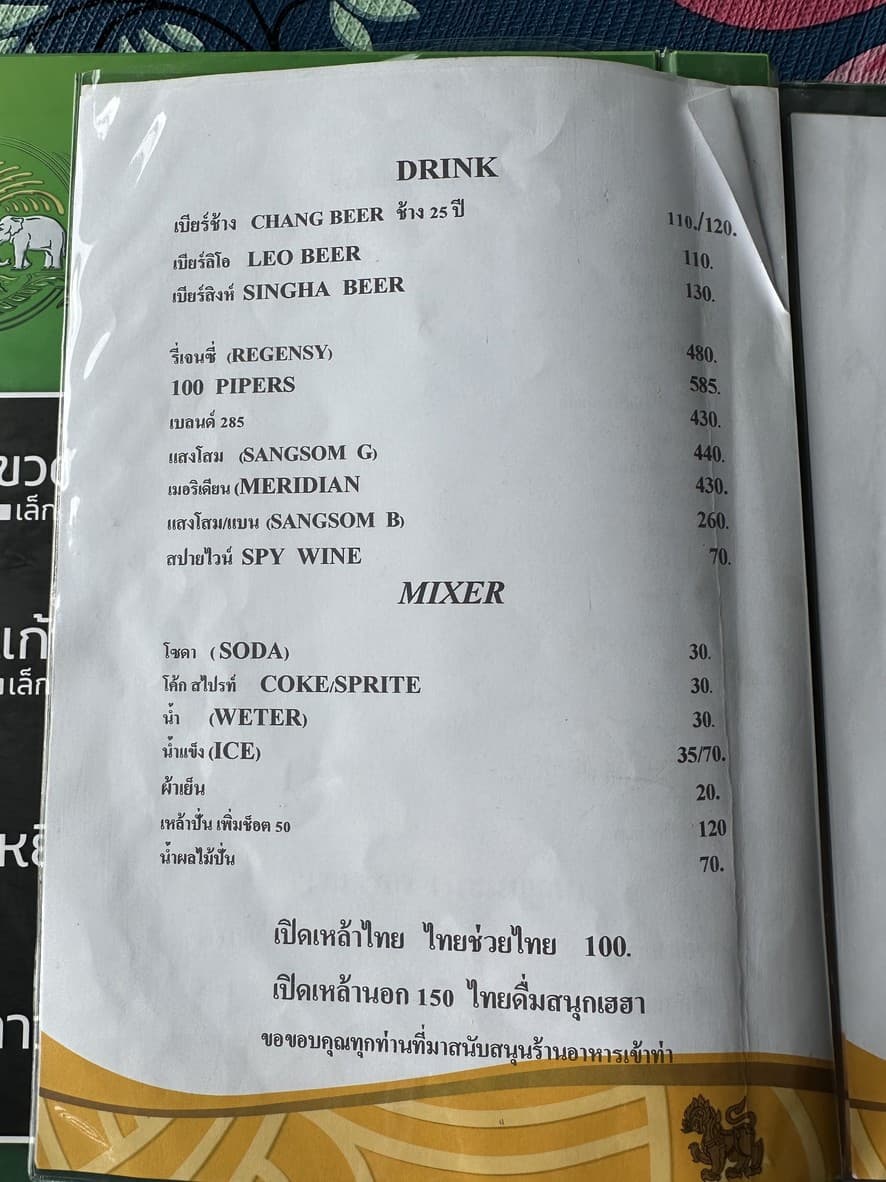 DRINK
เบียร์ช้าง CHANG BEER ช้าง 25 ปี 110./120.
เบียร์ลิโอ LEO BEER 110.
เบียร์สิงห์ SINGHA BEER 130.
รี่เจนซี่ (REGENSY) 480.
100 PIPERS 585.
เบลนด์ 285 430.
แสงโสม (SANGSOM G) 440.
เมอริเดียน (MERIDIAN 430.
แสงโสม/แบน (SANGSOM B) 260.
สปายไวน์ SPY WINE 70.
MIXER
โซดา ( SODA) 30.
โค้ก สไปรท์ COKE/SPRITE 30.
น้ำ (WETER) 30.
น้ำแข็ง (ICE) 35/70.
ผ้าเย็น 20.
เหล้าปั่น เพิ่มช็อต 50 120
น้ำผลไม้ปั่น 70.
เปิดเหล้าไทย ไทยช่วยไทย 100.
เปิดเหล้านอก 150 ไทยดื่มสนุกเฮฮา
ขอขอบคุณทุกท่านที่มาสนับสนุนร้านอาหารเข้าท่า
เล็ก
เล็ก